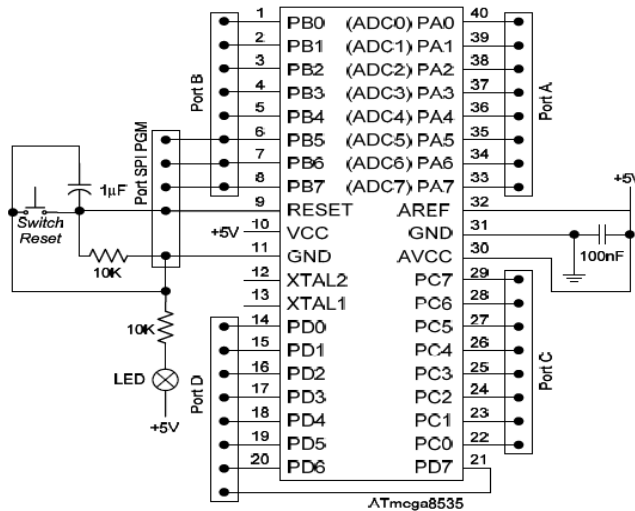 1 PB0 (ADC0) PA0 40
2 PB1 (ADC1) PA1 39
3 PB2 (ADC2) PA2 38
4 PB3 (ADC3) PA3 37
5 PB4 (ADC4) PA4 36
6 PB5 (ADC5) PA5 35
7 PB6 (ADC6) PA6 34
8 PB7 (ADC7) PA7 33
9 RESET AREF 32
+5V 10 VCC GND 31
11 GND AVCC 30
12 XTAL2 PC7 29
13 XTAL1 PC6 28
14 PD0 PC5 27
15 PD1 PC4 26
16 PD2 PC3 25
17 PD3 PC2 24
18 PD4 PC1 23
19 PD5 PC0 22
20 PD6 PD7 21
Port B
Port SPI PGM
Port A
+5V
1µF
Switch
Reset
10K
100nF
10K
LED
+5V
Port D
Port C
ATmega8535